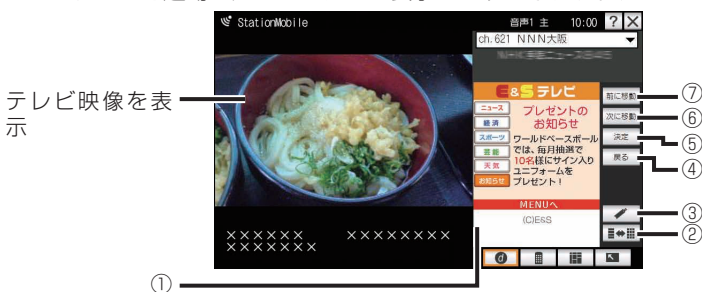 StationMobile
音声1 主
10:00
?
×
ch.621 NNN大阪
E&Sテレビ
ニュース
経済
スポーツ
芸能
天気
お知らせ
プレゼントの
お知らせ
ワールドベースボール
では、毎月抽選で
10名様にサイン入り
ユニフォームを
プレゼント！
MENUへ
(C)E&S
前に移動
次に移動
決定
戻る
d
××××××　××××××××
×××××××
テレビ映像を表
示
⑦
⑥
⑤
④
③
②
①